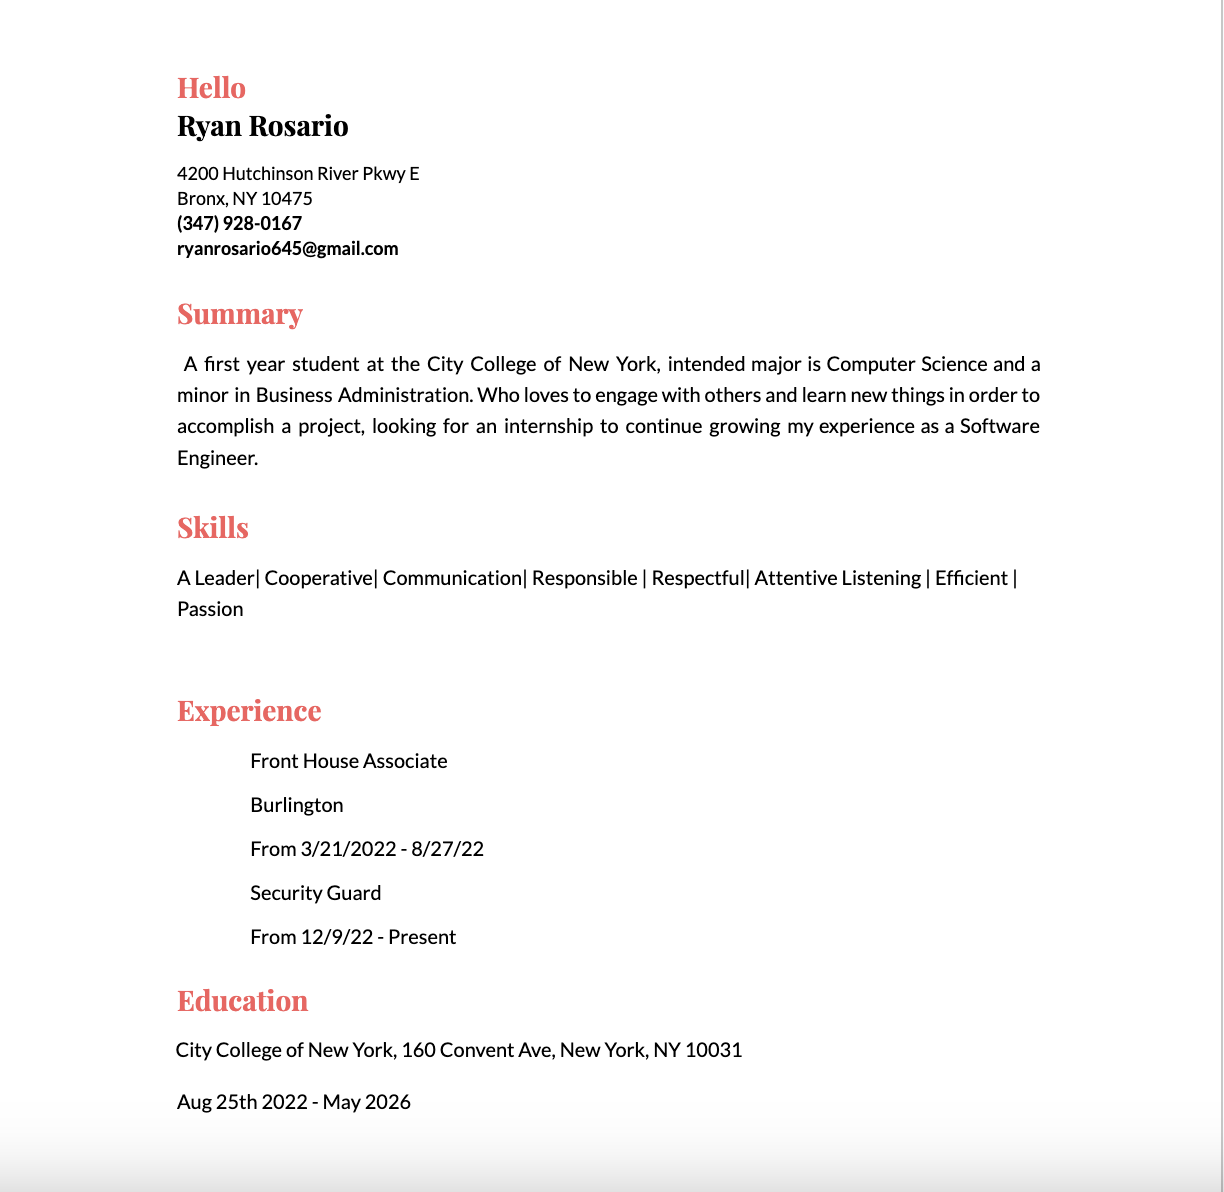 Hello
Ryan Rosario
4200 Hutchinson River Pkwy E
Bronx, NY 10475
(347) 928-0167
ryanrosario645@gmail.com
Summary
A first year student at the City College of New York, intended major is Computer Science and a
minor in Business Administration. Who loves to engage with others and learn new things in order to
accomplish a project, looking for an internship to continue growing my experience as a Software
Engineer.
Skills
A Leader| Cooperative| Communication| Responsible | Respectful| Attentive Listening | Efficient |
Passion
Experience
Front House Associate
Burlington
From 3/21/2022 - 8/27/22
Security Guard
From 12/9/22 - Present
Education
City College of New York, 160 Convent Ave, New York, NY 10031
Aug 25th 2022 - May 2026